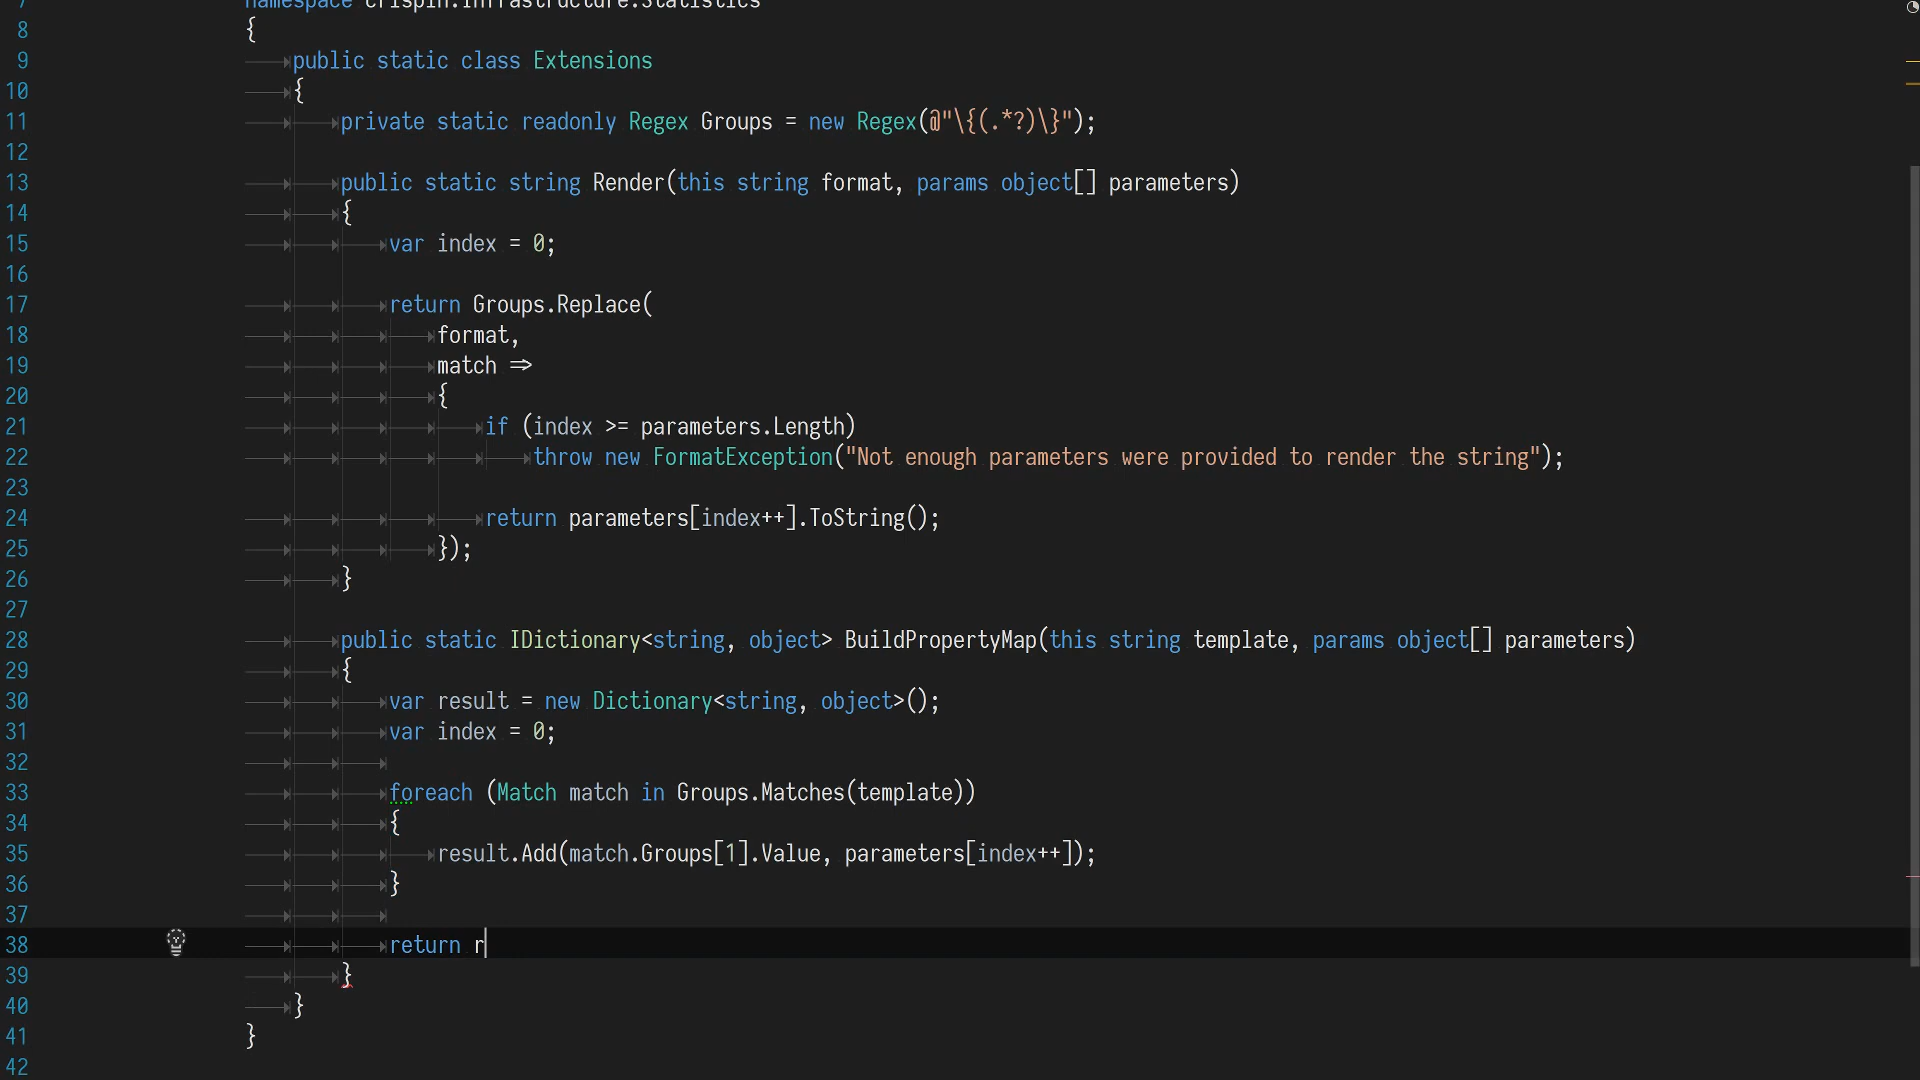 7 namespace Crispin.Infrastructure.Statistics
8 {
9 public static class Extensions
10 {
11 private static readonly Regex Groups = new Regex(@"\{(.*?)\}");
12
13 public static string Render(this string format, params object[] parameters)
14 {
15 var index = 0;
16
17 return Groups.Replace(
18 format,
19 match =>
20 {
21 if (index >= parameters.Length)
22 throw new FormatException("Not enough parameters were provided to render the string");
23
24 return parameters[index++].ToString();
25 });
26 }
27
28 public static IDictionary<string, object> BuildPropertyMap(this string template, params object[] parameters)
29 {
30 var result = new Dictionary<string, object>();
31 var index = 0;
32
33 foreach (Match match in Groups.Matches(template))
34 {
35 result.Add(match.Groups[1].Value, parameters[index++]);
36 }
37
38 return r
39 }
40 }
41 }
42